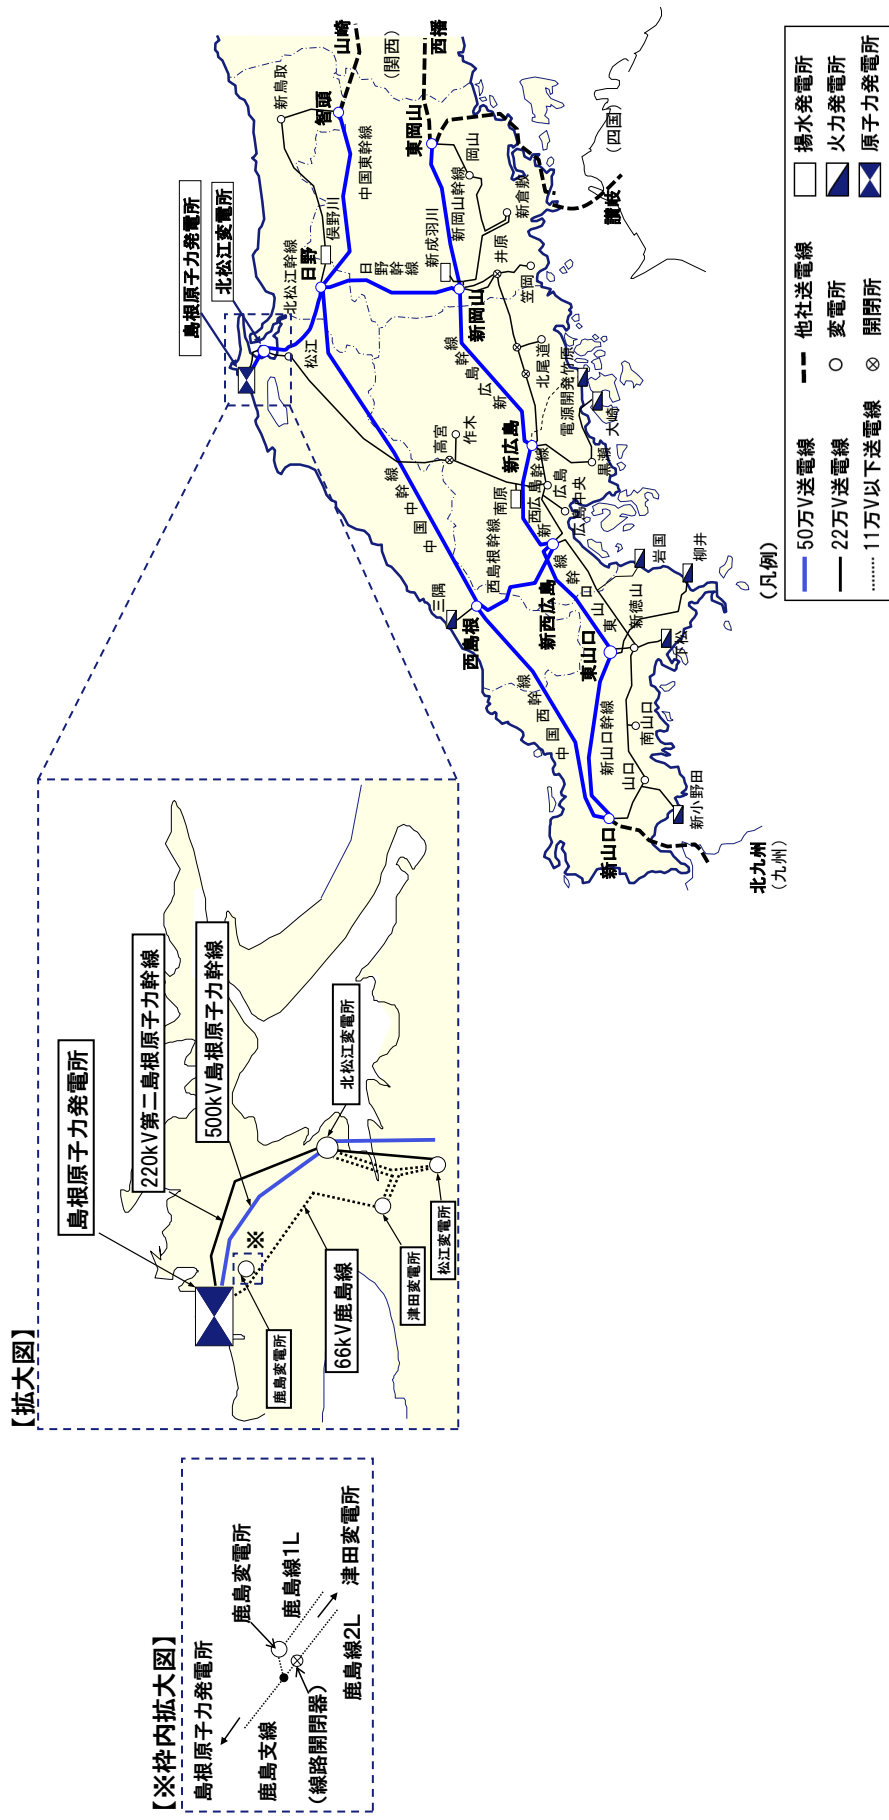 【※枠内拡大図】
島根原子力発電所
鹿島変電所
鹿島線1L
津田変電所
鹿島支線
(線路開閉器)
鹿島線2L
【拡大図】
島根原子力発電所
220kV第二島根原子力幹線
500kV島根原子力幹線
北松江変電所
※
鹿島変電所
66kV鹿島線
津田変電所
松江変電所
島根原子力発電所
北松江変電所
北松江幹線
松江
日野
俣野川
新鳥取
智頭
山崎
(関西)
西播
中国東幹線
日野幹線
東岡山
岡山
新岡山幹線
新成羽川
新倉敷
新岡山
井原
笠岡
讃岐
(四国)
新広島幹線
北尾道
電源開発竹原
大崎
黒瀬
高宮
作木
新広島
南原
新西広島幹線
広島
広島中央
中国中幹線
西島根幹線
三隅
西島根
新西広島
東山口幹線
岩国
柳井
新徳山
下松
東山口
中国西幹線
新山口幹線
南山口
山口
新小野田
新山口
北九州
(九州)
(凡例)
50万V送電線
22万V送電線
11万V以下送電線
他社送電線
変電所
開閉所
揚水発電所
火力発電所
原子力発電所